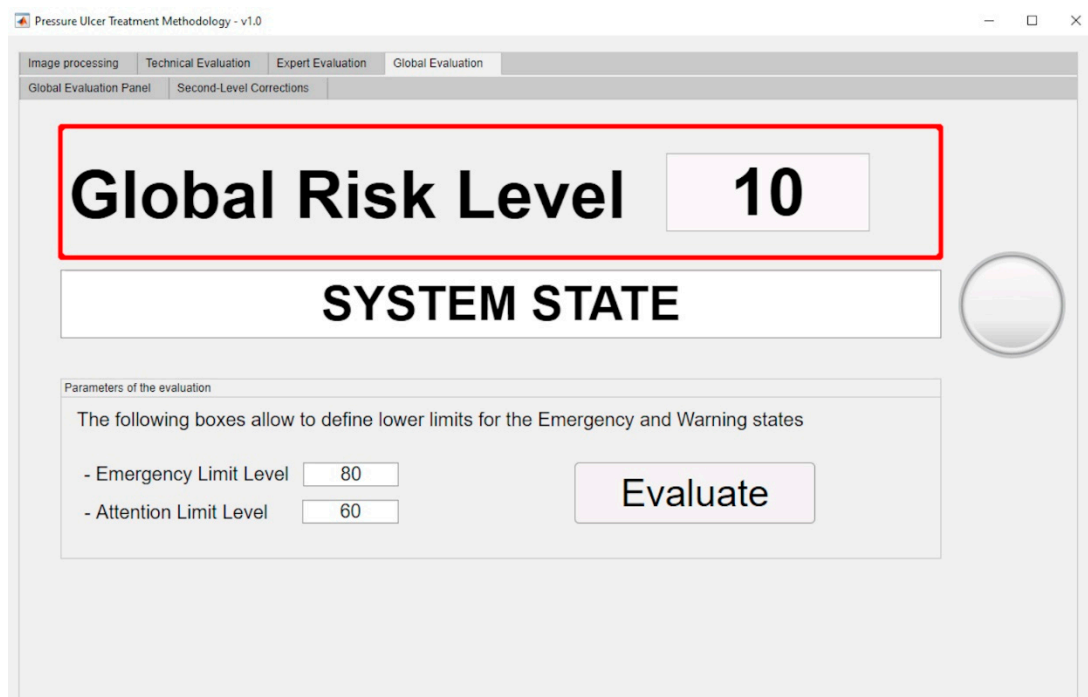 Pressure Ulcer Treatment Methodology - v1.0
Image processing Technical Evaluation Expert Evaluation Global Evaluation
Global Evaluation Panel Second-Level Corrections
Global Risk Level 10
SYSTEM STATE
Parameters of the evaluation
The following boxes allow to define lower limits for the Emergency and Warning states
- Emergency Limit Level 80
- Attention Limit Level 60
Evaluate